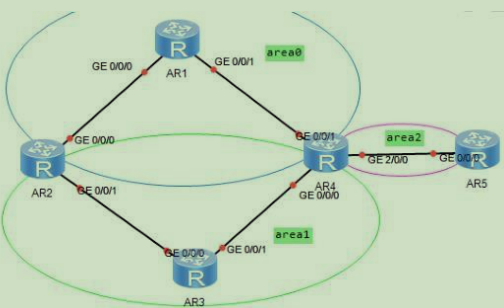 R
GE 0/0/0
AR1
GE 0/0/1
area0
GE 0/0/0
R
AR2
GE 0/0/1
GE 0/0/1
R
AR4
GE 0/0/0
area2
GE 2/0/0
GE 0/0/0
R
AR5
GE 0/0/0
R
GE 0/0/1
AR3
area1